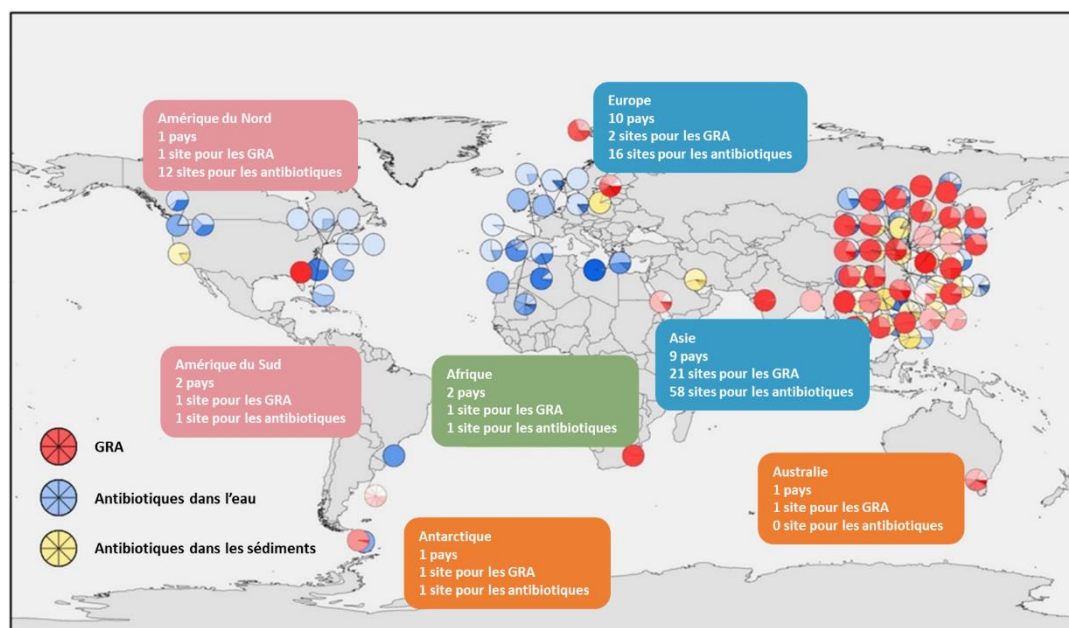 Amérique du Nord
1 pays
1 site pour les GRA
12 sites pour les antibiotiques
Europe
10 pays
2 sites pour les GRA
16 sites pour les antibiotiques
Asie
9 pays
21 sites pour les GRA
58 sites pour les antibiotiques
Amérique du Sud
2 pays
1 site pour les GRA
1 site pour les antibiotiques
Afrique
2 pays
1 site pour les GRA
1 site pour les antibiotiques
GRA
Antibiotiques dans l'eau
Antibiotiques dans les sédiments
Australie
1 pays
1 site pour les GRA
0 site pour les antibiotiques
Antarctique
1 pays
1 site pour les GRA
1 site pour les antibiotiques